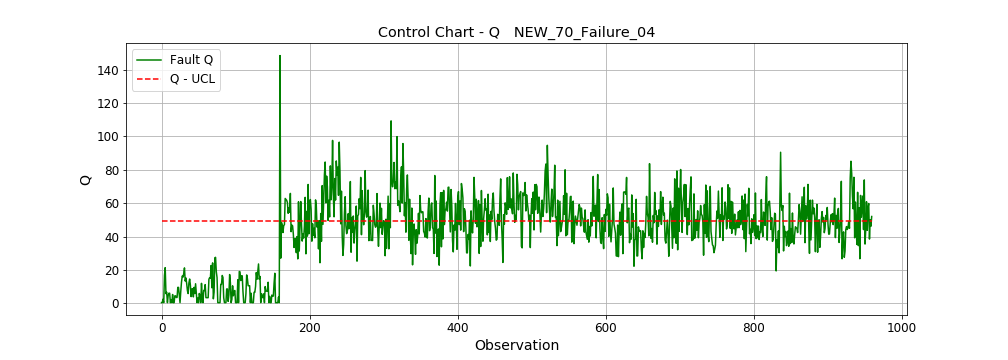 Control Chart - Q   NEW_70_Failure_04
Fault Q
Q - UCL
140
120
100
80
60
40
20
0
Q
0 200 400 600 800 1000
Observation